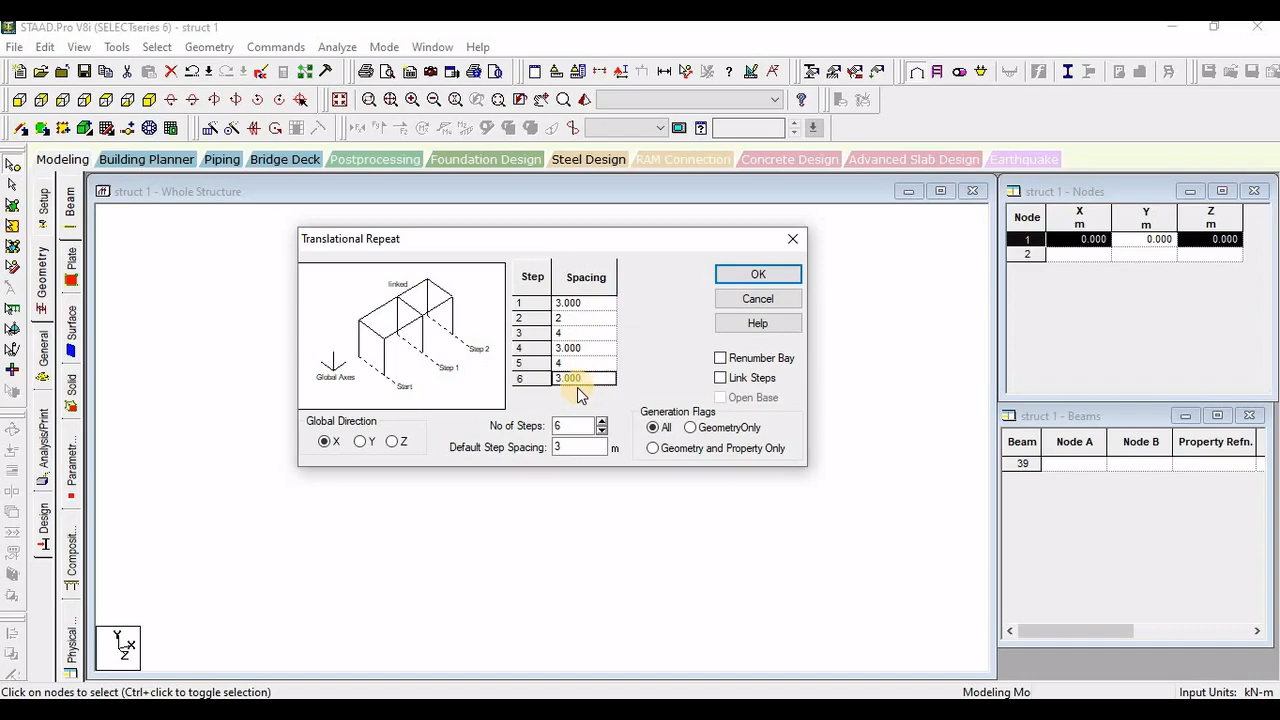 STAAD.Pro V8i (SELECTseries 6) - struct 1
File Edit View Tools Select Geometry Commands Analyze Mode Window Help
Modeling Building Planner Piping Bridge Deck Postprocessing Foundation Design Steel Design RAM Connection Concrete Design Advanced Slab Design Earthquake
Setup
Geometry
General
Analysis/Print
Design
Beam
Plate
Surface
Solid
Parametr...
Composit...
Physical ...
struct 1 - Whole Structure
Translational Repeat
linked
Global Axes
Start
Step 1
Step 2
Step Spacing
1 3.000
2 2
3 4
4 3.000
5 4
6 3.000
OK
Cancel
Help
Renumber Bay
Link Steps
Open Base
Global Direction
X Y Z
No of Steps: 6
Default Step Spacing: 3 m
Generation Flags
All GeometryOnly
Geometry and Property Only
Y
X
Z
struct 1 - Nodes
Node X m Y m Z m
1 0.000 0.000 0.000
2
struct 1 - Beams
Beam Node A Node B Property Refn.
39
Click on nodes to select (Ctrl+click to toggle selection) Modeling Mo Input Units: kN-m